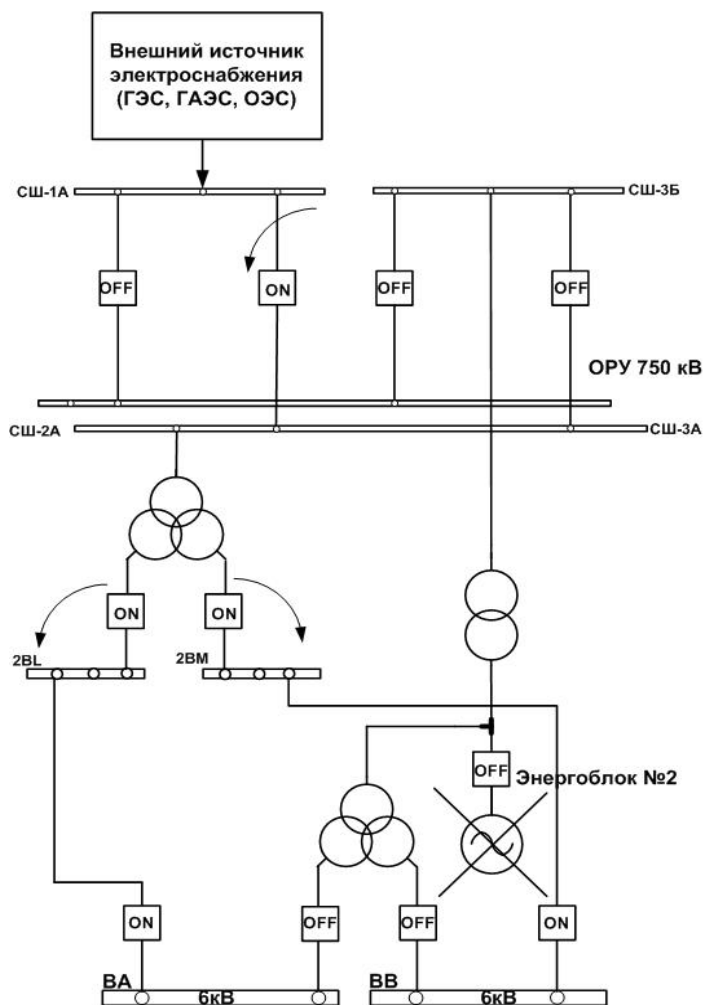 Внешний источник
электроснабжения
(ГЭС, ГАЭС, ОЭС)
СШ-1А
СШ-3Б
OFF
ON
OFF
OFF
ОРУ 750 кВ
СШ-2А
СШ-3А
ON
ON
2BL
2BM
OFF
Энергоблок №2
ON
OFF
OFF
ON
BA
6кВ
BB
6кВ